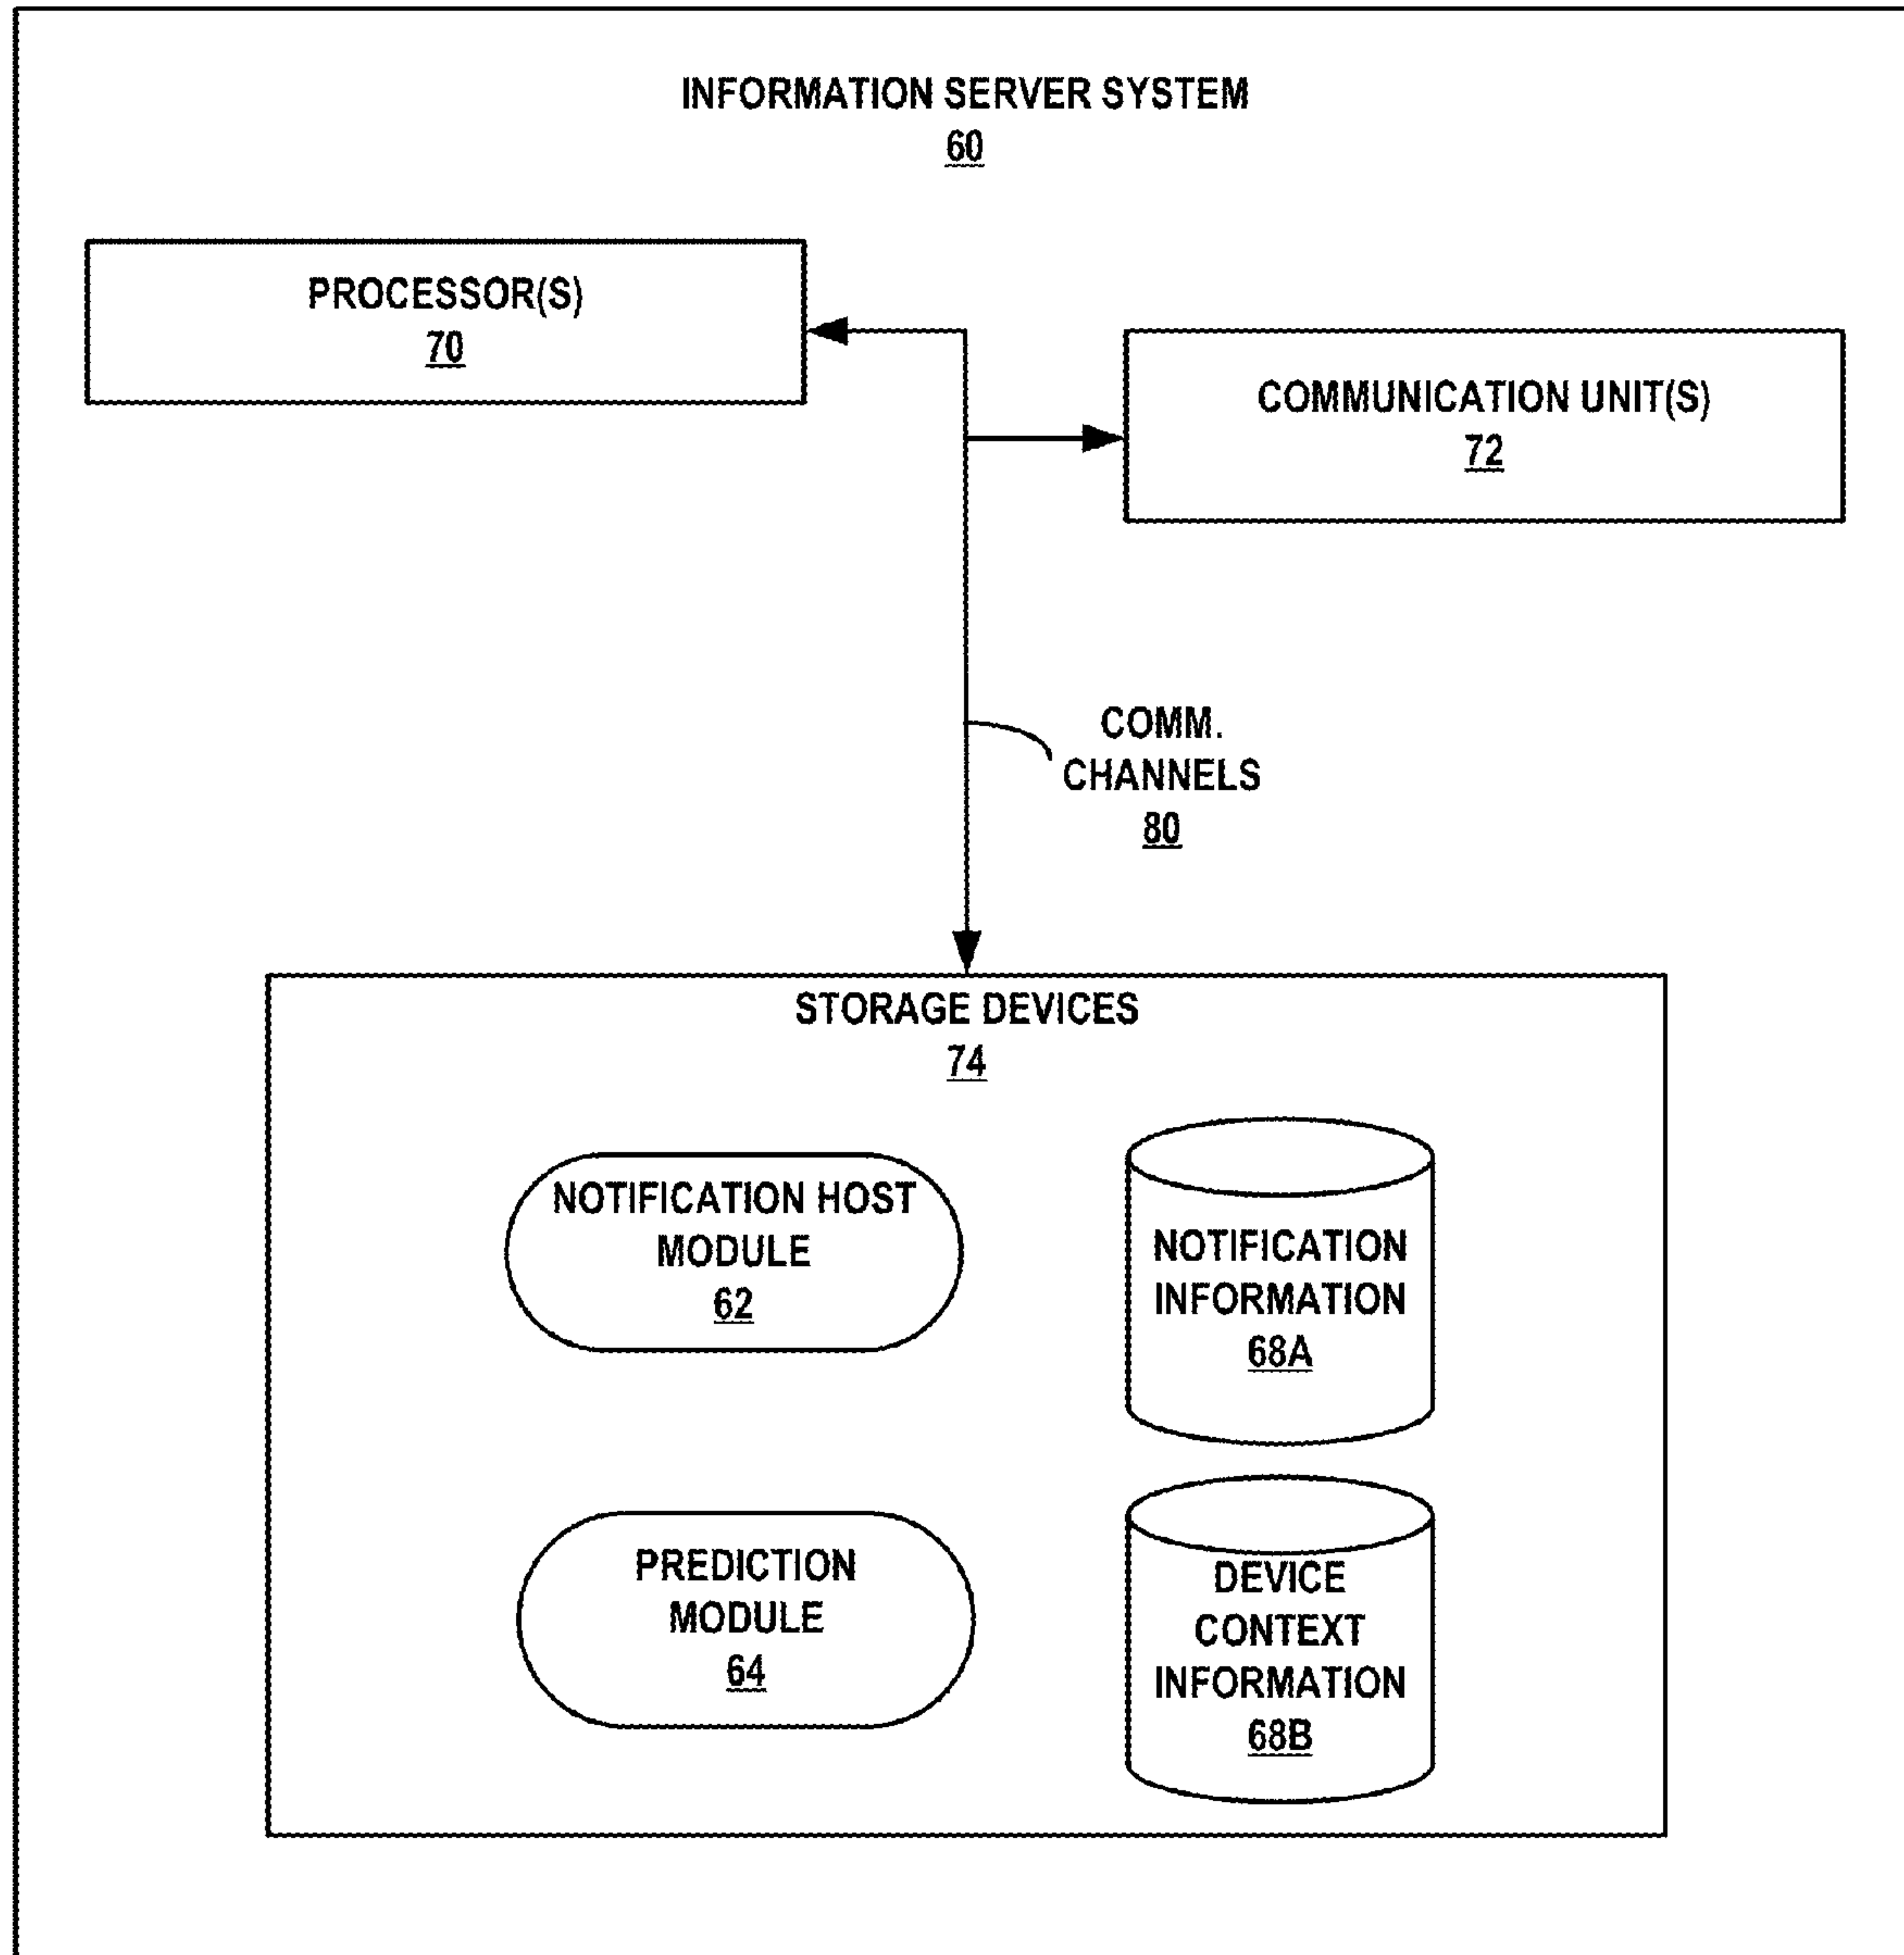 INFORMATION SERVER SYSTEM
60
PROCESSOR(S)
70
COMMUNICATION UNIT(S)
72
COMM.
CHANNELS
80
STORAGE DEVICES
74
NOTIFICATION HOST
MODULE
62
NOTIFICATION
INFORMATION
68A
PREDICTION
MODULE
64
DEVICE
CONTEXT
INFORMATION
68B